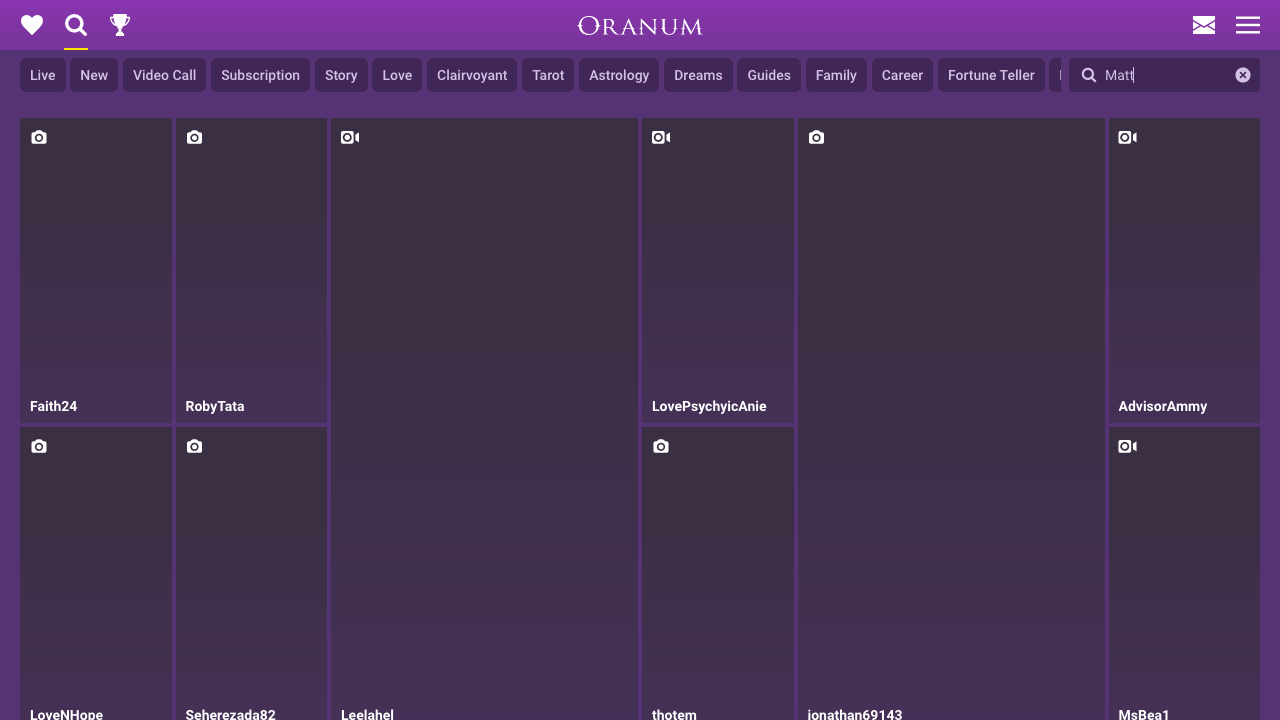 ORANUM
Live New Video Call Subscription Story Love Clairvoyant Tarot Astrology Dreams Guides Family Career Fortune Teller Matt
Faith24 RobyTata LovePsychyicAnie AdvisorAmmy
LoveNHope Seherezada82 Leelahel thotem jonathan69143 MsBea1